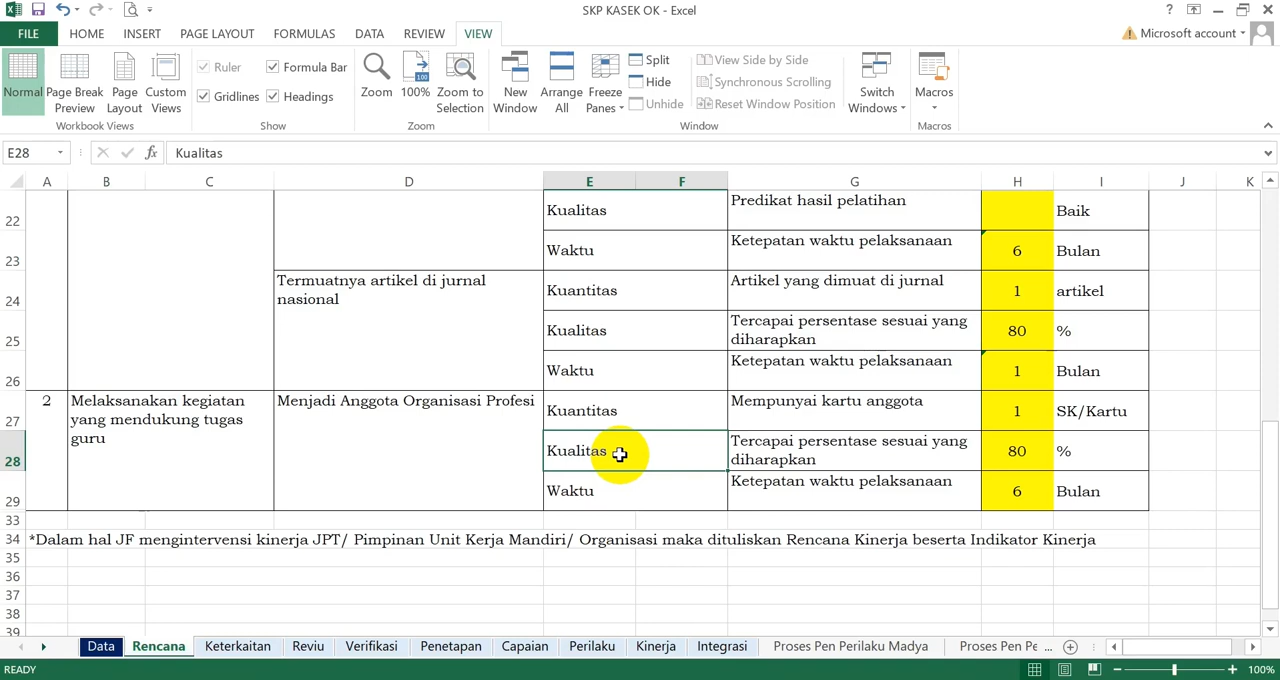 SKP KASEK OK - Excel
FILE HOME INSERT PAGE LAYOUT FORMULAS DATA REVIEW VIEW Microsoft account
Normal Page Break Preview Page Layout Custom Views
Workbook Views
Ruler Formula Bar
Gridlines Headings
Show
Zoom 100% Zoom to Selection
Zoom
New Window Arrange All Freeze Panes
Split
Hide
Unhide
View Side by Side
Synchronous Scrolling
Reset Window Position
Window
Switch Windows
Macros
Macros
E28 fx Kualitas
A B C D E F G H I J K
22 Kualitas Predikat hasil pelatihan Baik
23 Waktu Ketepatan waktu pelaksanaan 6 Bulan
24 Termuatnya artikel di jurnal nasional Kuantitas Artikel yang dimuat di jurnal 1 artikel
25 Kualitas Tercapai persentase sesuai yang diharapkan 80 %
26 Waktu Ketepatan waktu pelaksanaan 1 Bulan
27 2 Melaksanakan kegiatan yang mendukung tugas guru Menjadi Anggota Organisasi Profesi Kuantitas Mempunyai kartu anggota 1 SK/Kartu
28 Kualitas Tercapai persentase sesuai yang diharapkan 80 %
29 Waktu Ketepatan waktu pelaksanaan 6 Bulan
33
34 *Dalam hal JF mengintervensi kinerja JPT/ Pimpinan Unit Kerja Mandiri/ Organisasi maka dituliskan Rencana Kinerja beserta Indikator Kinerja
35
36
37
38
39
Data Rencana Keterkaitan Reviu Verifikasi Penetapan Capaian Perilaku Kinerja Integrasi Proses Pen Perilaku Madya Proses Pen Pe ...
READY 100%